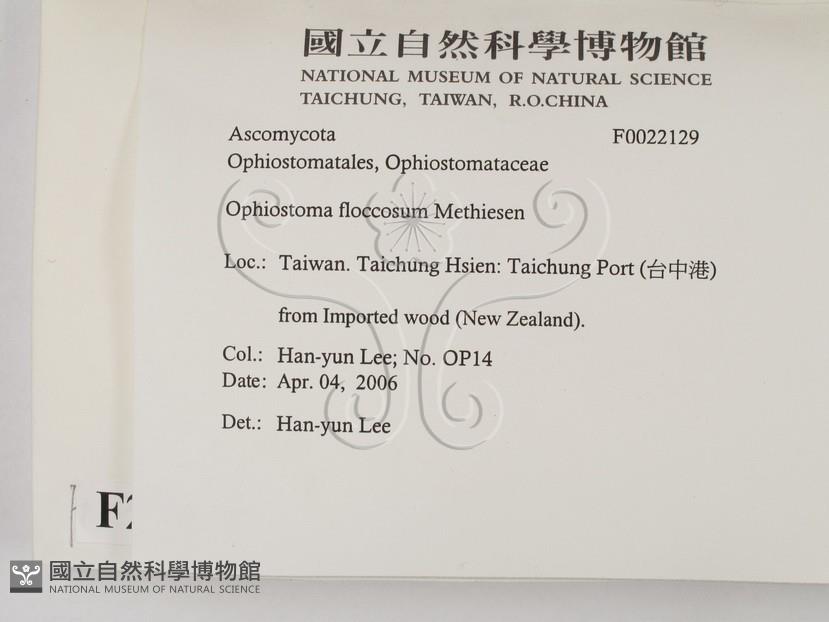 國立自然科學博物館
NATIONAL MUSEUM OF NATURAL SCIENCE
TAICHUNG, TAIWAN, R.O.CHINA
Ascomycota F0022129
Ophiostomatales, Ophiostomataceae
Ophiostoma floccosum Methiesen
Loc.: Taiwan. Taichung Hsien: Taichung Port (台中港)
from Imported wood (New Zealand).
Col.: Han-yun Lee; No. OP14
Date: Apr. 04, 2006
Det.: Han-yun Lee
國立自然科學博物館
NATIONAL MUSEUM OF NATURAL SCIENCE